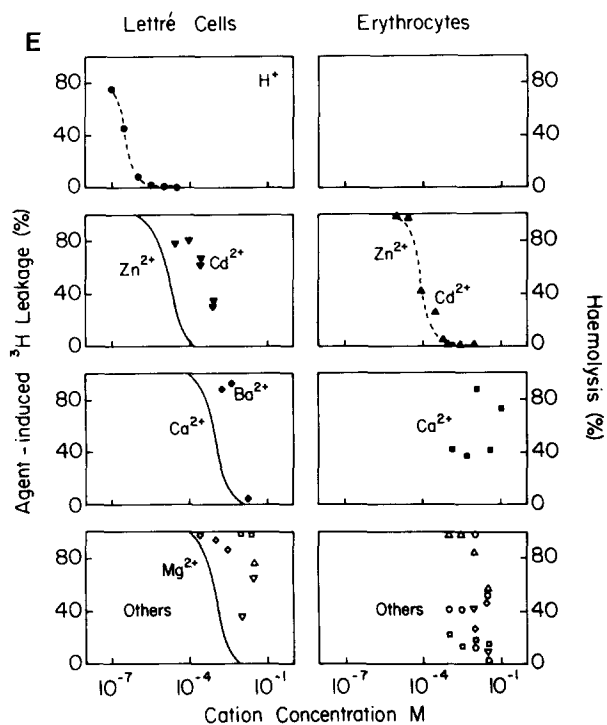 Lettré Cells Erythrocytes
E
80 H⁺ 80
40 40
0 0
80 Zn²⁺ Cd²⁺ Zn²⁺ 80
40 Cd²⁺ 40
0 0
80 Ca²⁺ Ba²⁺ Ca²⁺ 80
40 40
0 0
80 Mg²⁺ 80
40 Others Others 40
0 0
10⁻⁷ 10⁻⁴ 10⁻¹ 10⁻⁷ 10⁻⁴ 10⁻¹
Cation Concentration M
Agent-induced ³H Leakage (%)
Haemolysis (%)